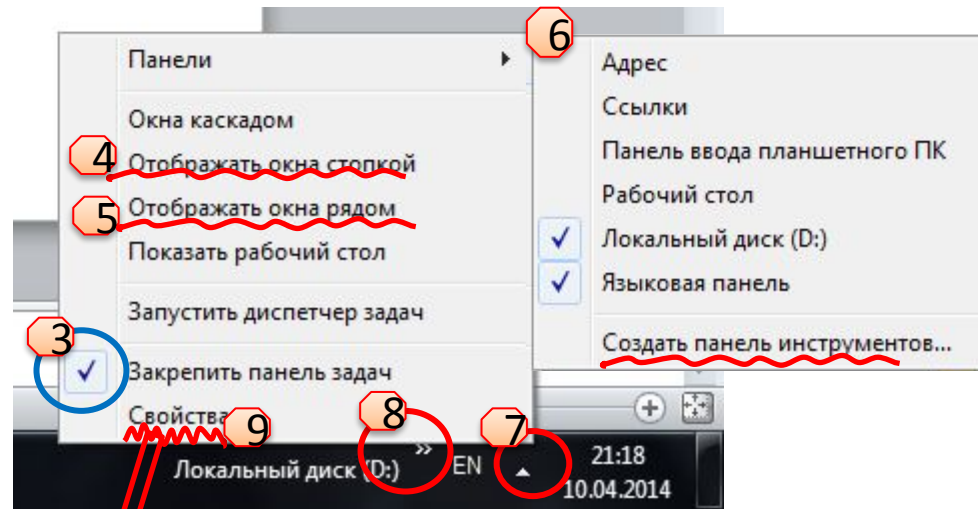 6
Панели
Окна каскадом
4 Отображать окна стопкой
5 Отображать окна рядом
Показать рабочий стол
Запустить диспетчер задач
3
Закрепить панель задач
Свойства 9
Адрес
Ссылки
Панель ввода планшетного ПК
Рабочий стол
Локальный диск (D:)
Языковая панель
Создать панель инструментов...
8
7
Локальный диск (D:) » EN
21:18
10.04.2014